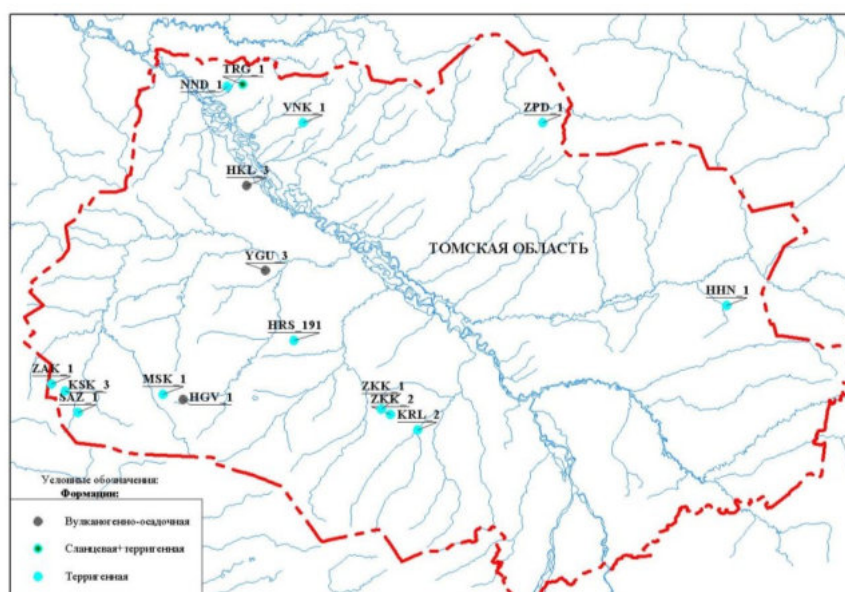 TRG_1
NND_1
VNK_1
ZPD_1
HKL_3
ТОМСКАЯ ОБЛАСТЬ
YGU_3
HHN_1
HRS_191
ZAK_1
KSK_3
SAZ_1
MSK_1
HGV_1
ZKK_1
ZKK_2
KRL_2
Условные обозначения:
Формации:
Вулканогенно-осадочная
Сланцевая+терригенная
Терригенная